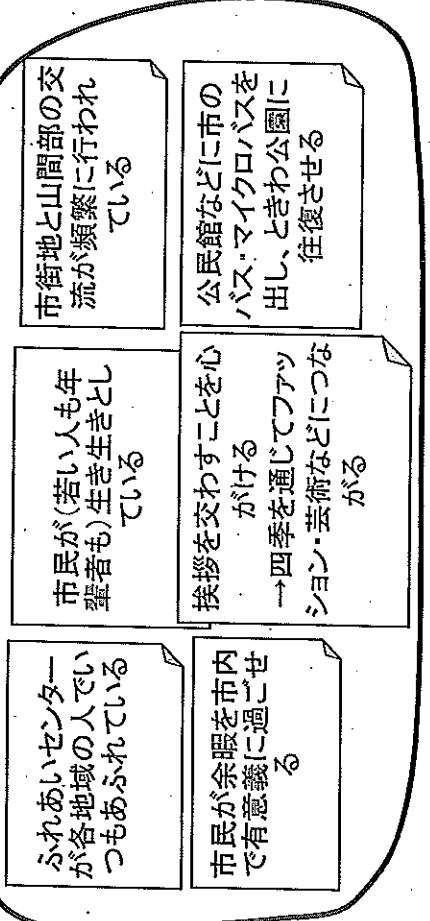 ふれあいセンター
が各地域の人でい
つもあふれている
市民が(若い人も年
輩者も)生き生きとし
ている
市街地と山間部の交
流が頻繁に行われ
ている
市民が余暇を市内
で有意義に過ごせ
る
挨拶を交わすことを心
がける
→四季を通じてファッ
ション・芸術などにつな
がる
公民館などに市の
バス・マイクロバスを
出し、ときわ公園に
往復させる